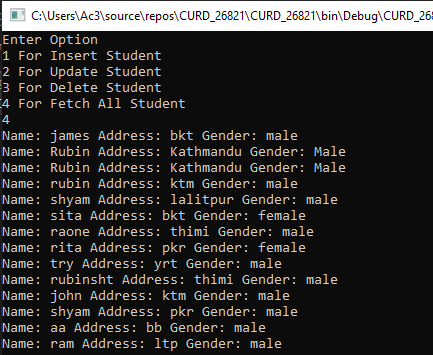 C:\Users\Ac3\source\repos\CURD_26821\CURD_26821\bin\Debug\CURD_268
Enter Option
1 For Insert Student
2 For Update Student
3 For Delete Student
4 For Fetch All Student
4
Name: james Address: bkt Gender: male
Name: Rubin Address: Kathmandu Gender: Male
Name: Rubin Address: Kathmandu Gender: Male
Name: rubin Address: ktm Gender: male
Name: shyam Address: lalitpur Gender: male
Name: sita Address: bkt Gender: female
Name: raone Address: thimi Gender: male
Name: rita Address: pkr Gender: female
Name: try Address: yrt Gender: male
Name: rubinsht Address: thimi Gender: male
Name: john Address: ktm Gender: male
Name: shyam Address: pkr Gender: male
Name: aa Address: bb Gender: male
Name: ram Address: ltp Gender: male